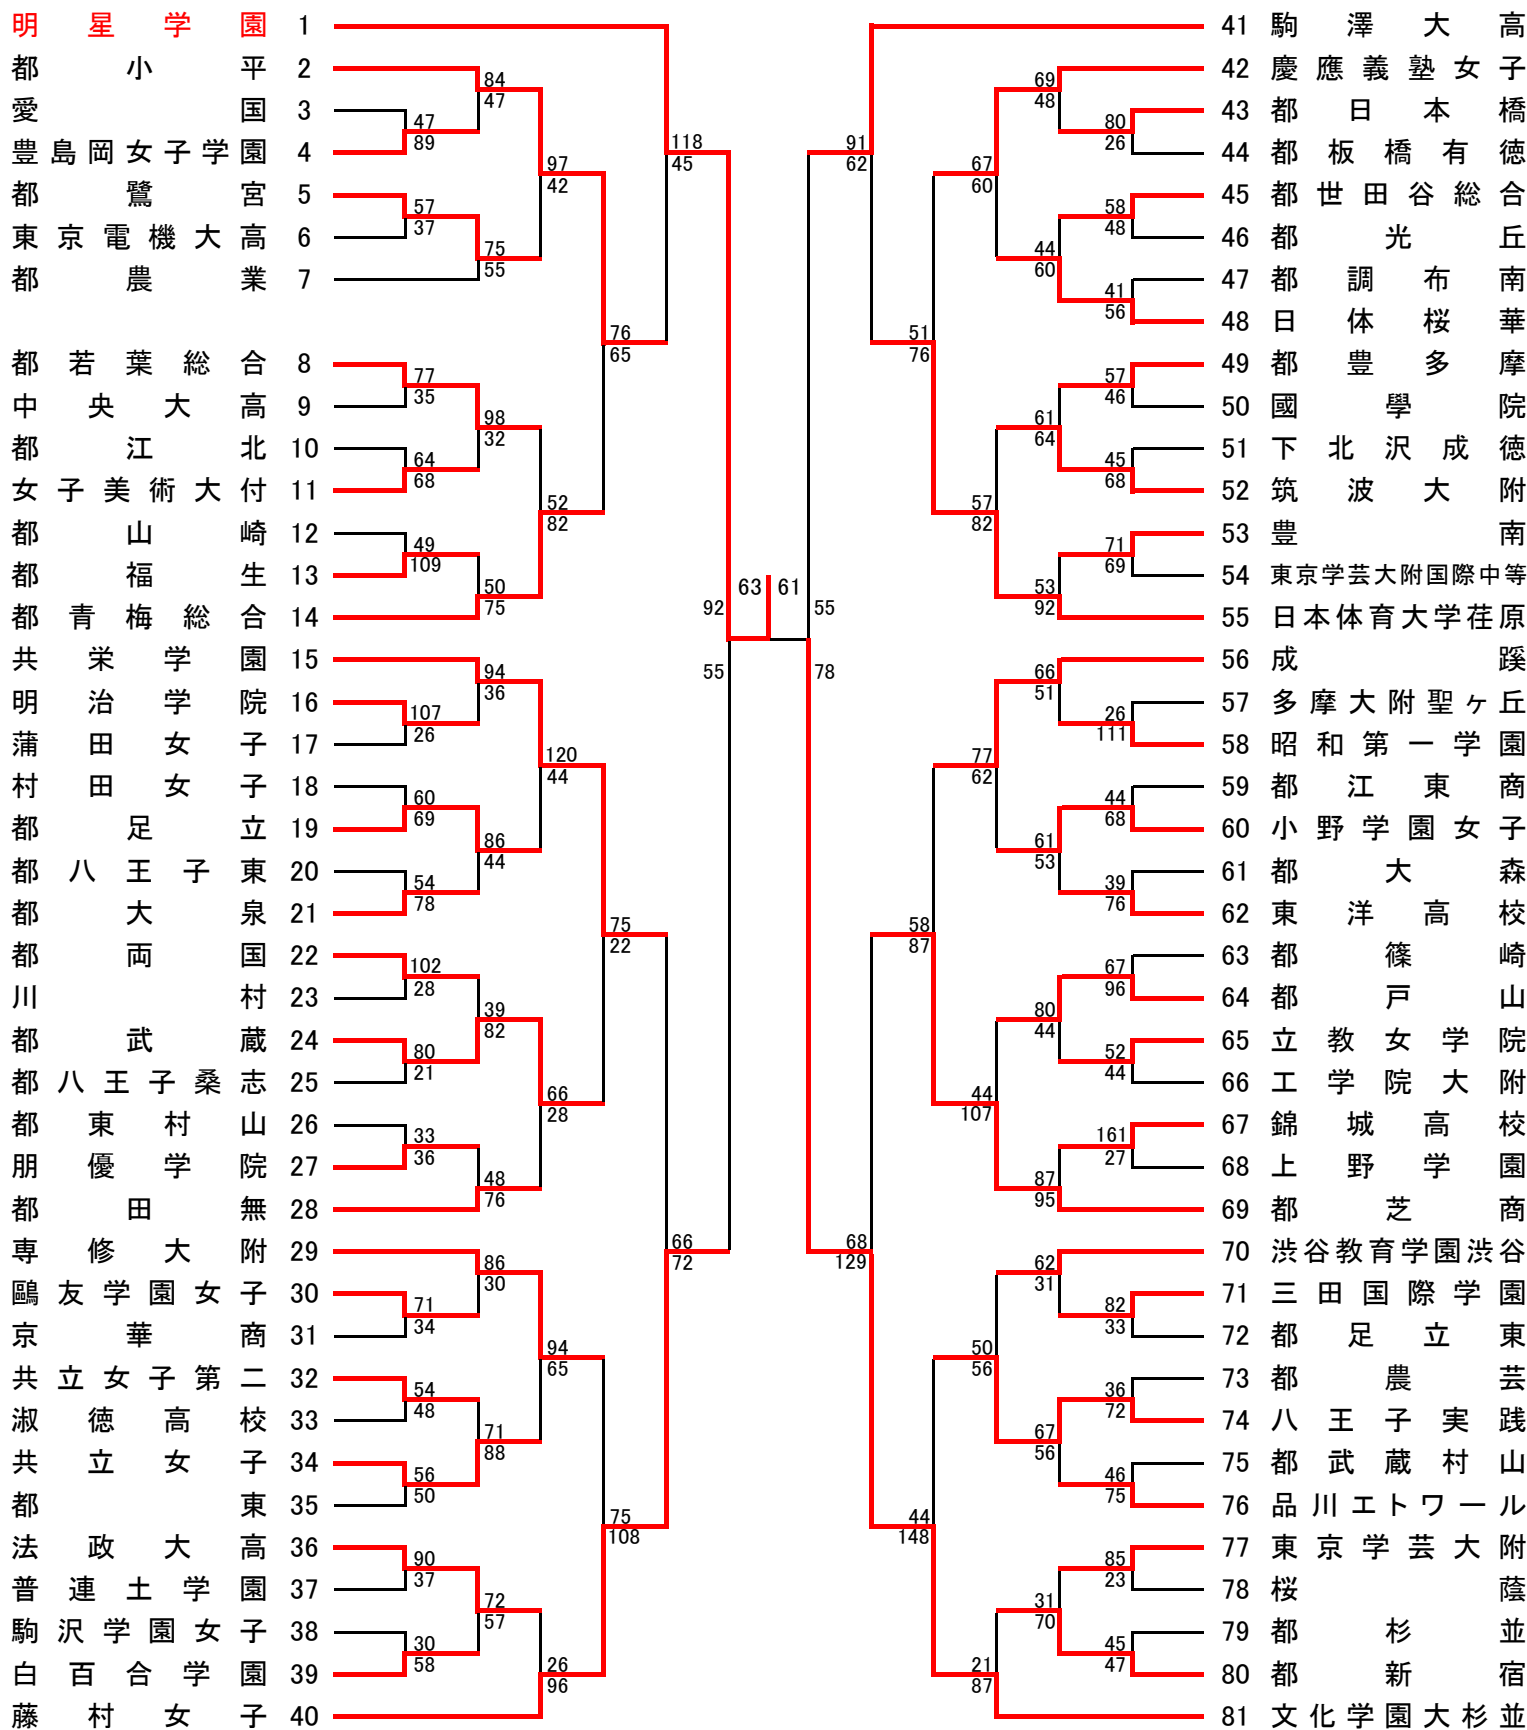 明星学園 1
都小平 2
愛国 3
豊島岡女子学園 4
都鷺宮 5
東京電機大高 6
都農業 7
都若葉総合 8
中央大高 9
都江北 10
女子美術大付 11
都山崎 12
都福生 13
都青梅総合 14
共栄学園 15
明治学院 16
蒲田女子 17
村田女子 18
都足立 19
都八王子東 20
都大泉 21
都両国 22
川村 23
都武蔵 24
都八王子桑志 25
都東村山 26
朋優学院 27
都田無 28
専修大附 29
鷗友学園女子 30
京華商 31
共立女子第二 32
淑徳高校 33
共立女子 34
都東 35
法政大高 36
普連土学園 37
駒沢学園女子 38
白百合学園 39
藤村女子 40
47
89
57
37
77
35
64
68
49
109
107
26
60
69
54
78
102
28
80
21
33
36
71
34
54
48
56
50
90
37
30
58
84
47
75
55
98
32
50
75
94
36
86
44
39
82
48
76
86
30
71
88
72
57
97
42
52
82
120
44
66
28
94
65
26
96
76
65
75
22
75
108
118
45
66
72
92
55
63 61
55
78
91
62
68
129
51
76
58
87
44
148
67
60
57
82
77
62
44
107
50
56
21
87
69
48
44
60
61
64
53
92
66
51
61
53
80
44
87
95
62
31
67
56
31
70
80
26
58
48
41
56
57
46
45
68
71
69
26
111
44
68
39
76
67
96
52
44
161
27
82
33
36
72
46
75
85
23
45
47
41 駒澤大高
42 慶應義塾女子
43 都日本橋
44 都板橋有徳
45 都世田谷総合
46 都光丘
47 都調布南
48 日体桜華
49 都豊多摩
50 國學院
51 下北沢成徳
52 筑波大附
53 豊南
54 東京学芸大附国際中等
55 日本体育大学荏原
56 成蹊
57 多摩大附聖ヶ丘
58 昭和第一学園
59 都江東商
60 小野学園女子
61 都大森
62 東洋高校
63 都篠崎
64 都戸山
65 立教女学院
66 工学院大附
67 錦城高校
68 上野学園
69 都芝商
70 渋谷教育学園渋谷
71 三田国際学園
72 都足立東
73 都農芸
74 八王子実践
75 都武蔵村山
76 品川エトワール
77 東京学芸大附
78 桜蔭
79 都杉並
80 都新宿
81 文化学園大杉並